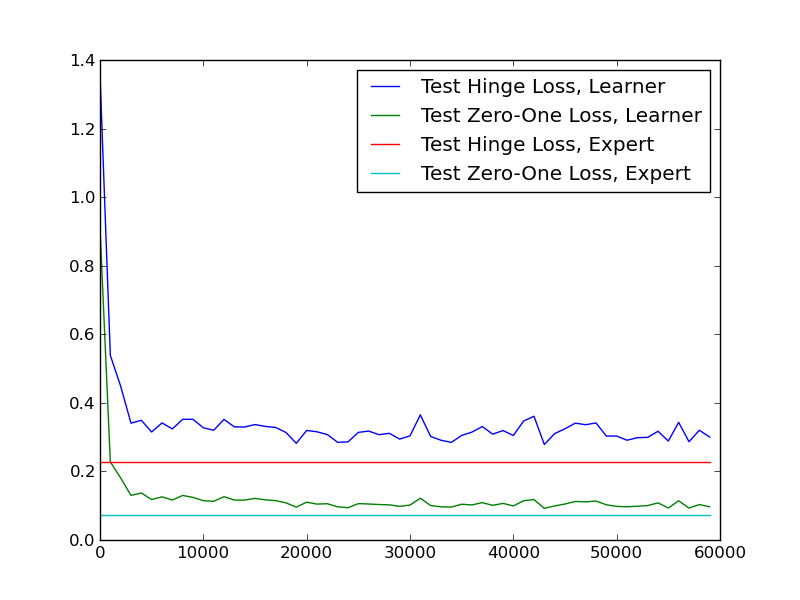 1.4
1.2
1.0
0.8
0.6
0.4
0.2
0.0
Test Hinge Loss, Learner
Test Zero-One Loss, Learner
Test Hinge Loss, Expert
Test Zero-One Loss, Expert
0 10000 20000 30000 40000 50000 60000